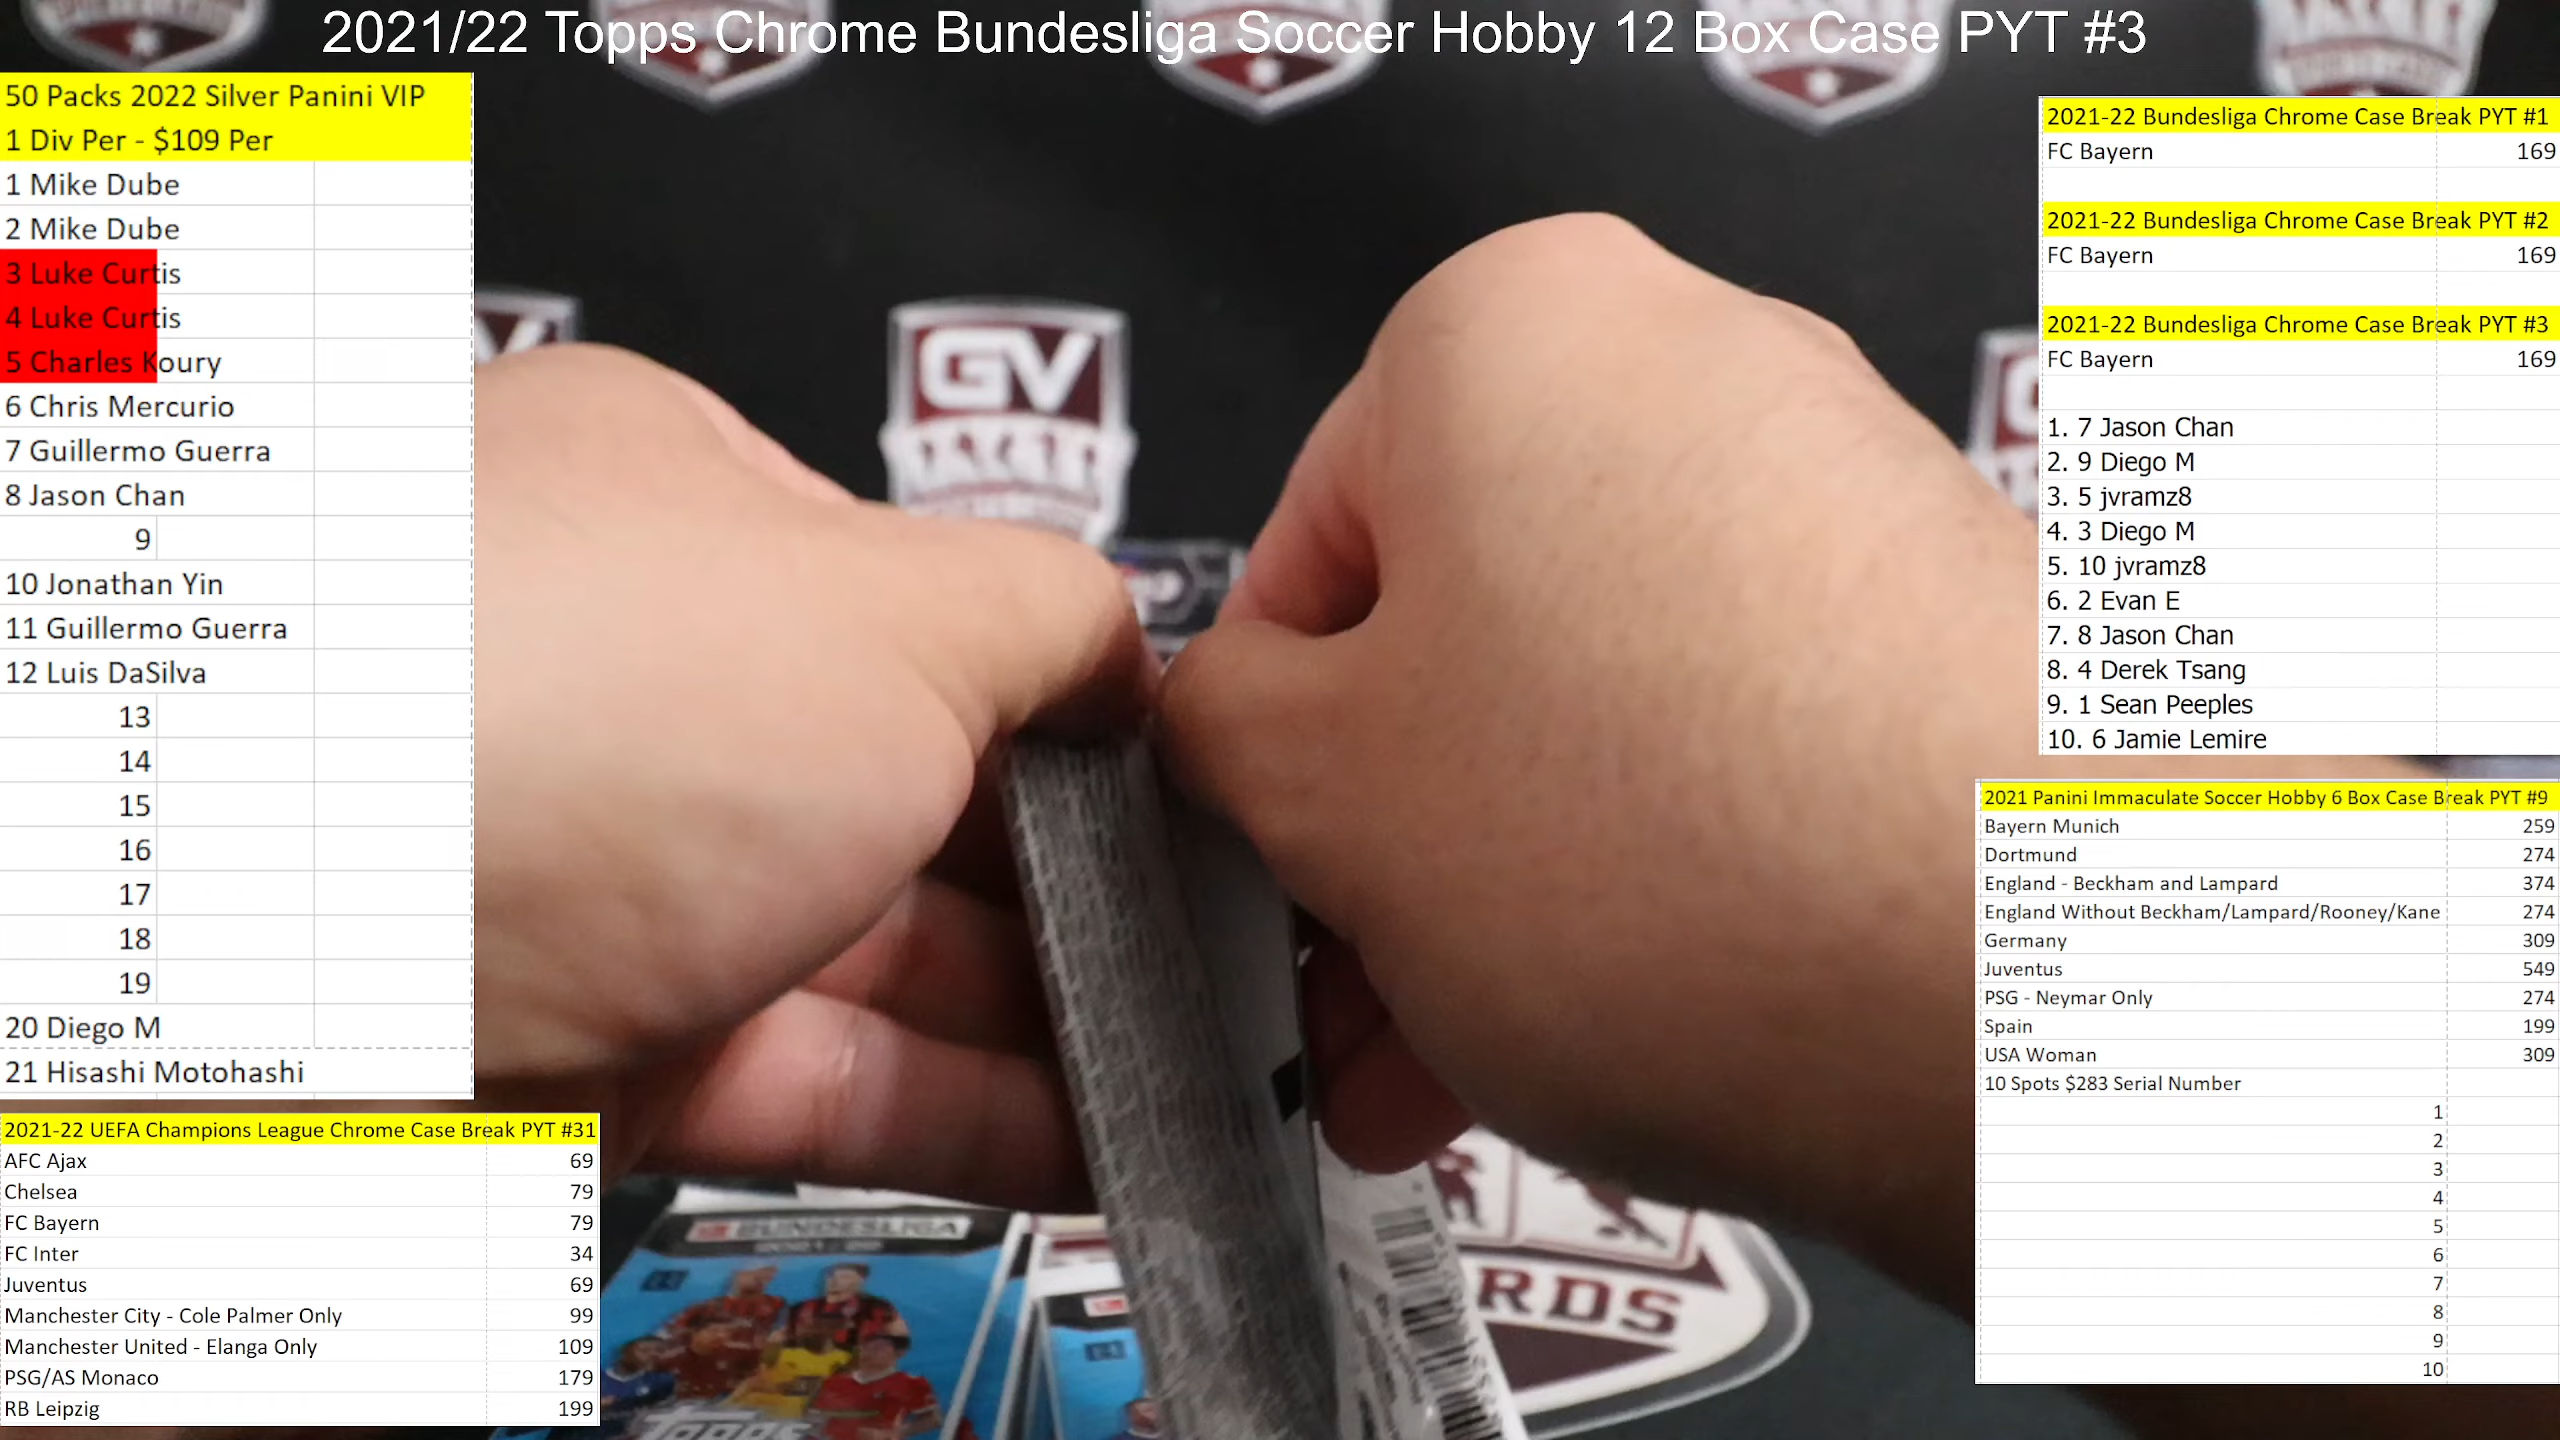 2021/22 Topps Chrome Bundesliga Soccer Hobby 12 Box Case PYT #3
50 Packs 2022 Silver Panini VIP
1 Div Per - $109 Per
1 Mike Dube
2 Mike Dube
3 Luke Curtis
4 Luke Curtis
5 Charles Koury
6 Chris Mercurio
7 Guillermo Guerra
8 Jason Chan
9
10 Jonathan Yin
11 Guillermo Guerra
12 Luis DaSilva
13
14
15
16
17
18
19
20 Diego M
21 Hisashi Motohashi
2021-22 UEFA Champions League Chrome Case Break PYT #31
AFC Ajax 69
Chelsea 79
FC Bayern 79
FC Inter 34
Juventus 69
Manchester City - Cole Palmer Only 99
Manchester United - Elanga Only 109
PSG/AS Monaco 179
RB Leipzig 199
GV
BUNDESLIGA
2021/22
topps
RDS
2021-22 Bundesliga Chrome Case Break PYT #1
FC Bayern 169
2021-22 Bundesliga Chrome Case Break PYT #2
FC Bayern 169
2021-22 Bundesliga Chrome Case Break PYT #3
FC Bayern 169
1. 7 Jason Chan
2. 9 Diego M
3. 5 jvramz8
4. 3 Diego M
5. 10 jvramz8
6. 2 Evan E
7. 8 Jason Chan
8. 4 Derek Tsang
9. 1 Sean Peeples
10. 6 Jamie Lemire
2021 Panini Immaculate Soccer Hobby 6 Box Case Break PYT #9
Bayern Munich 259
Dortmund 274
England - Beckham and Lampard 374
England Without Beckham/Lampard/Rooney/Kane 274
Germany 309
Juventus 549
PSG - Neymar Only 274
Spain 199
USA Woman 309
10 Spots $283 Serial Number
1
2
3
4
5
6
7
8
9
10